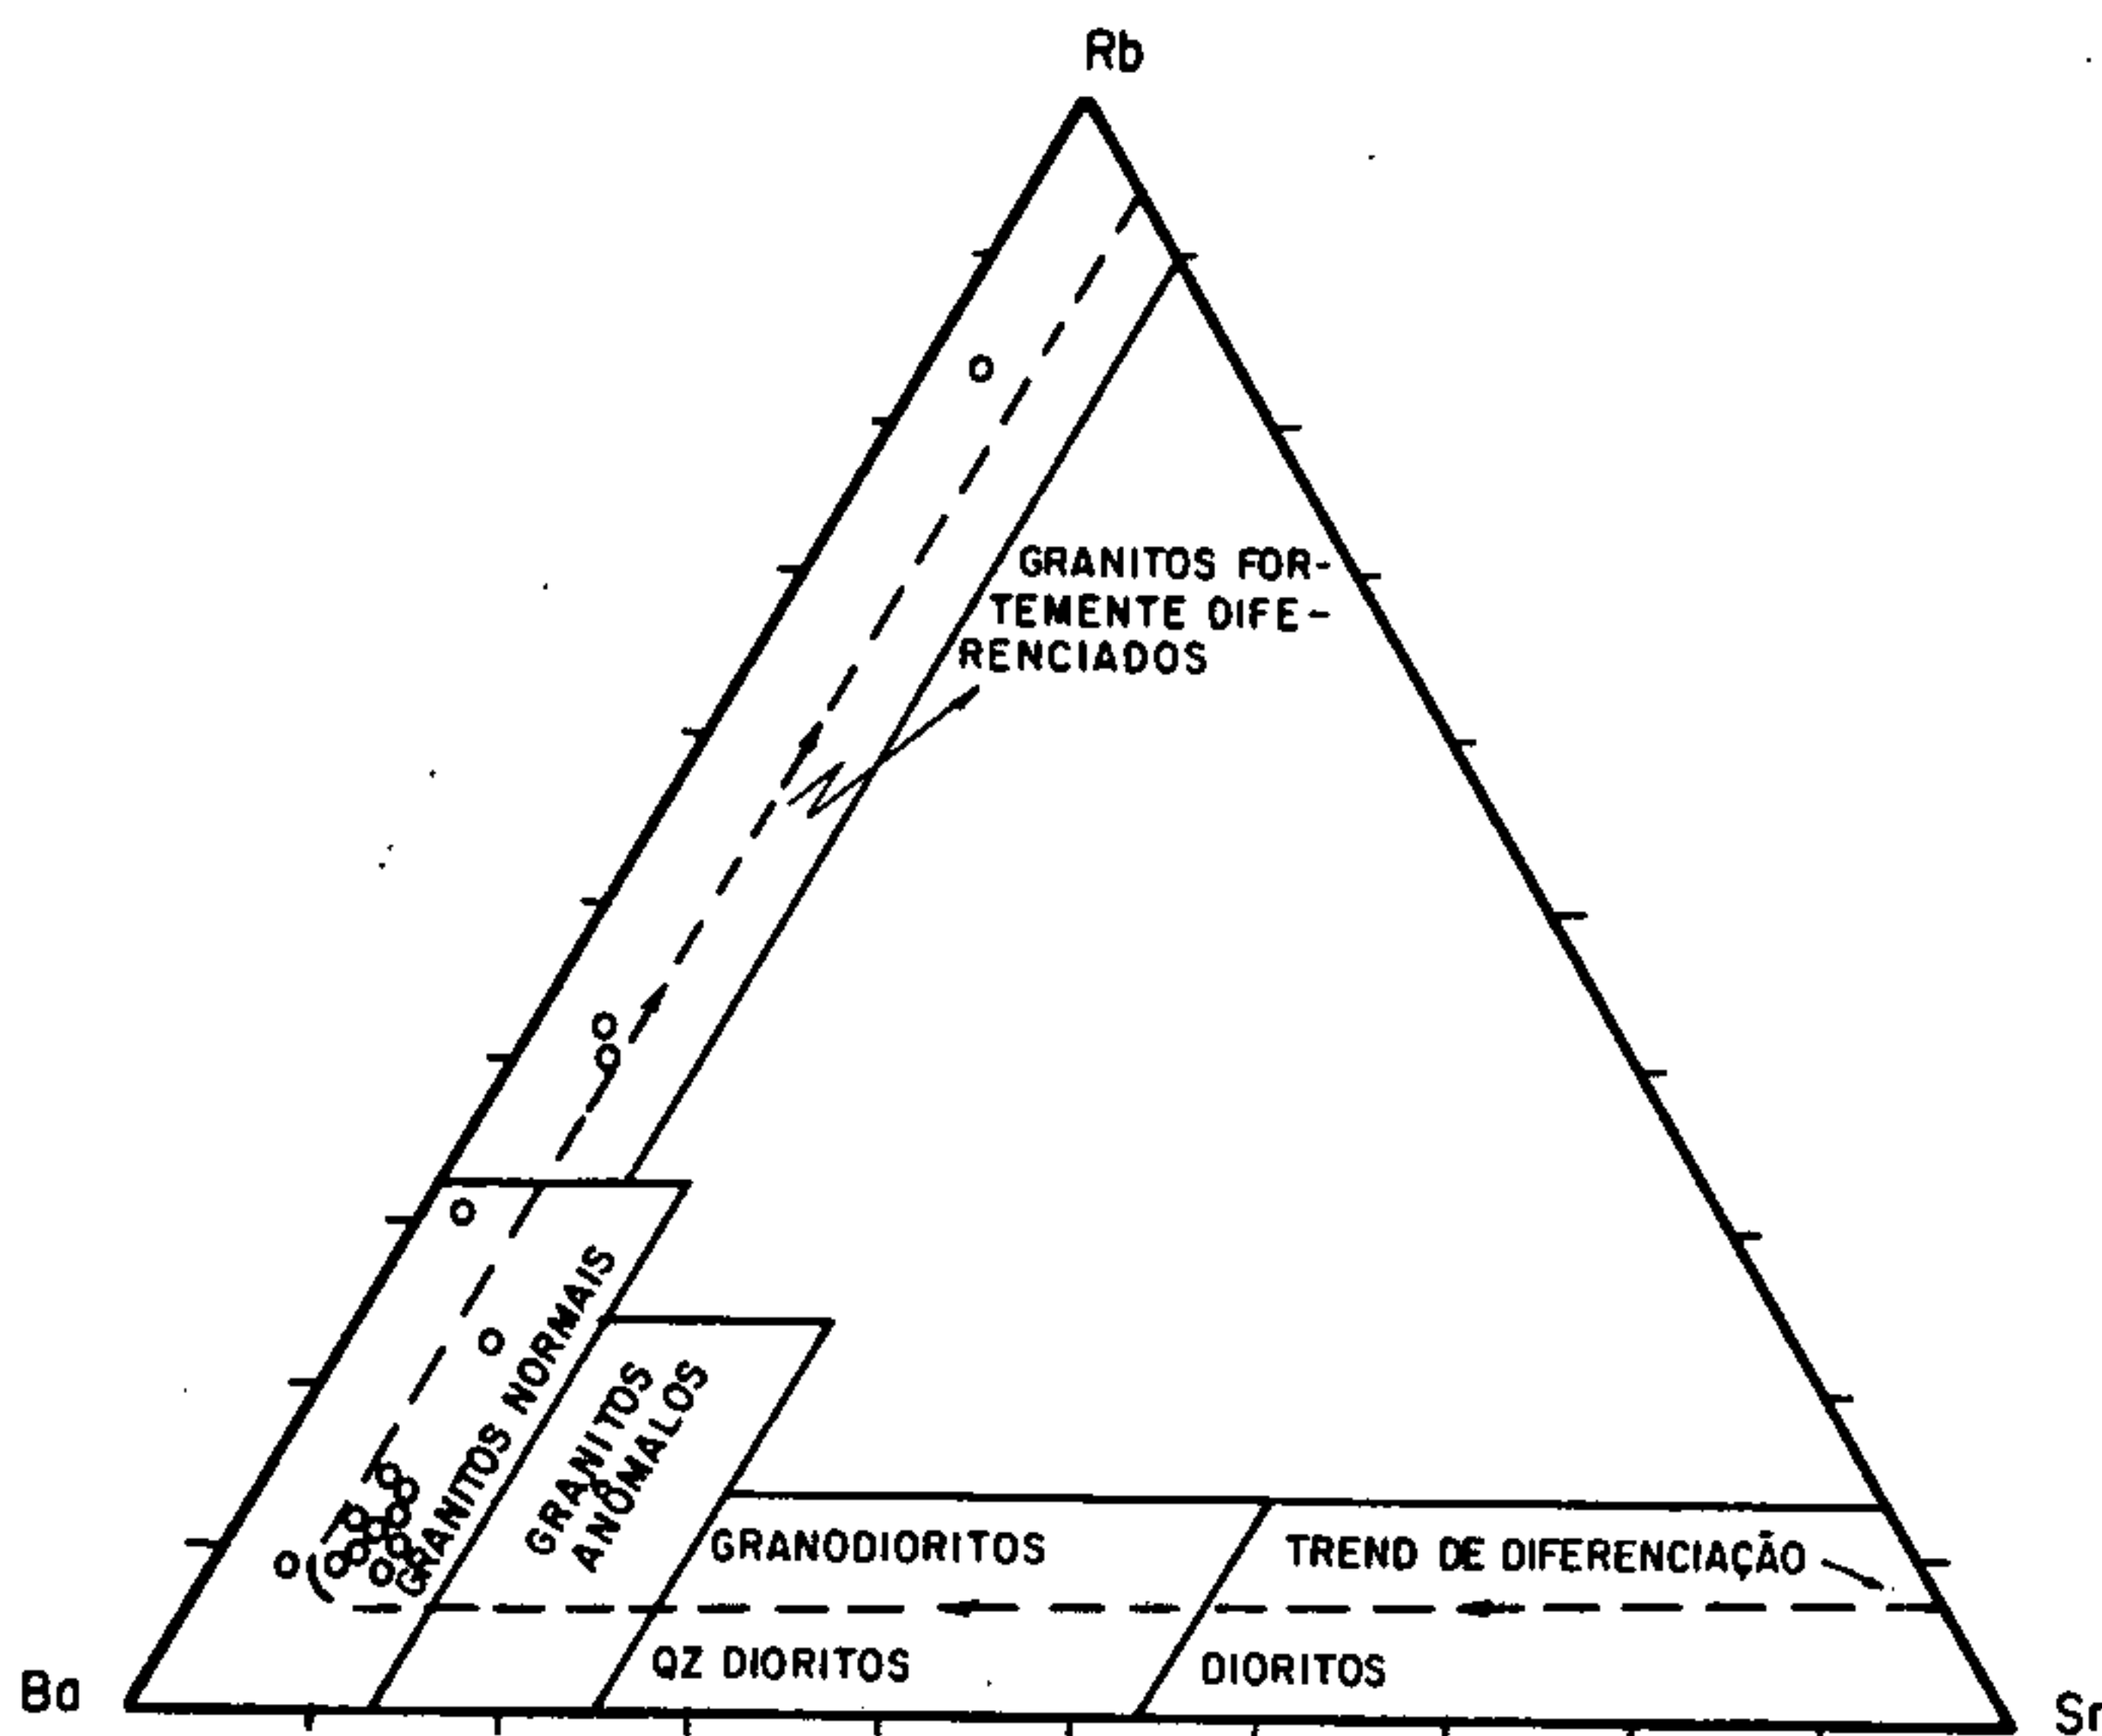 Rb
GRANITOS FOR-
TEMENTE DIFE-
RENCIADOS
GRANITOS NORMAIS
GRANITOS
ANÔMALOS
GRANODIORITOS
TREND DE DIFERENCIAÇÃO
QZ DIORITOS
DIORITOS
Ba
Sr